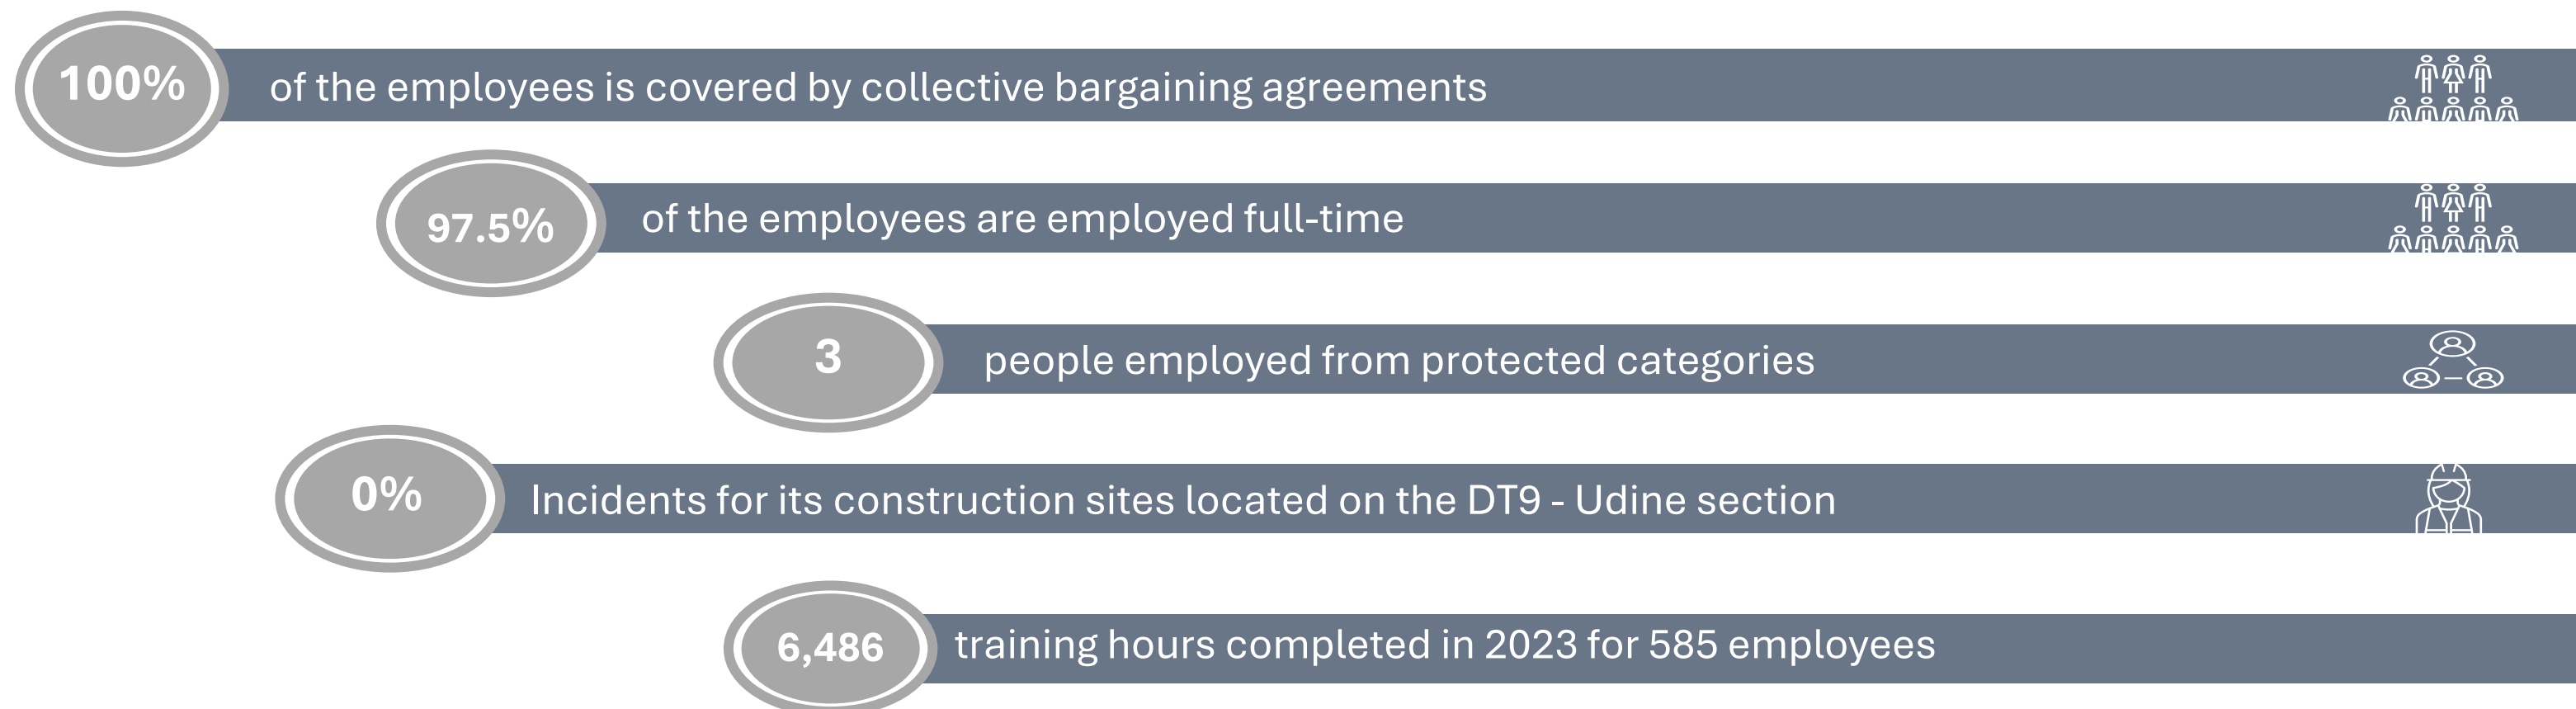 100% of the employees is covered by collective bargaining agreements
97.5% of the employees are employed full-time
3 people employed from protected categories
0% Incidents for its construction sites located on the DT9 - Udine section
6,486 training hours completed in 2023 for 585 employees